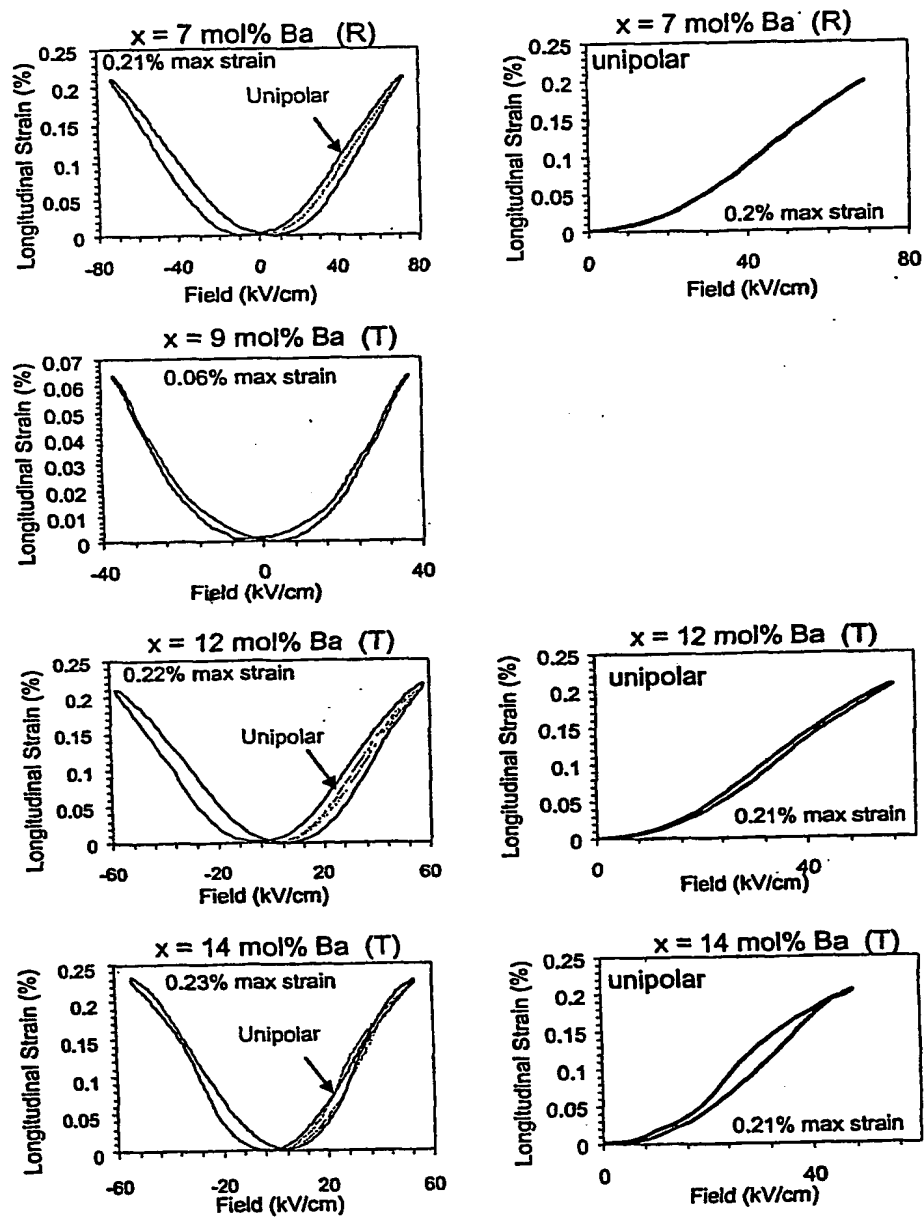 x = 7 mol% Ba (R)
0.25
0.2
0.15
0.1
0.05
0
Longitudinal Strain (%)
0.21% max strain
Unipolar
-80
-40
0
40
80
Field (kV/cm)
x = 7 mol% Ba (R)
0.25
0.2
0.15
0.1
0.05
0
Longitudinal Strain (%)
unipolar
0.2% max strain
0
40
80
Field (kV/cm)
x = 9 mol% Ba (T)
0.07
0.06
0.05
0.04
0.03
0.02
0.01
0
Longitudinal Strain (%)
0.06% max strain
-40
0
40
Field (kV/cm)
x = 12 mol% Ba (T)
0.25
0.2
0.15
0.1
0.05
0
Longitudinal Strain (%)
0.22% max strain
Unipolar
-60
-20
20
60
Field (kV/cm)
x = 12 mol% Ba (T)
0.25
0.2
0.15
0.1
0.05
0
Longitudinal Strain (%)
unipolar
0.21% max strain
0
40
Field (kV/cm)
x = 14 mol% Ba (T)
0.25
0.2
0.15
0.1
0.05
0
Longitudinal Strain (%)
0.23% max strain
Unipolar
-60
-20
20
60
Field (kV/cm)
x = 14 mol% Ba (T)
0.25
0.2
0.15
0.1
0.05
0
Longitudinal Strain (%)
unipolar
0.21% max strain
0
40
Field (kV/cm)